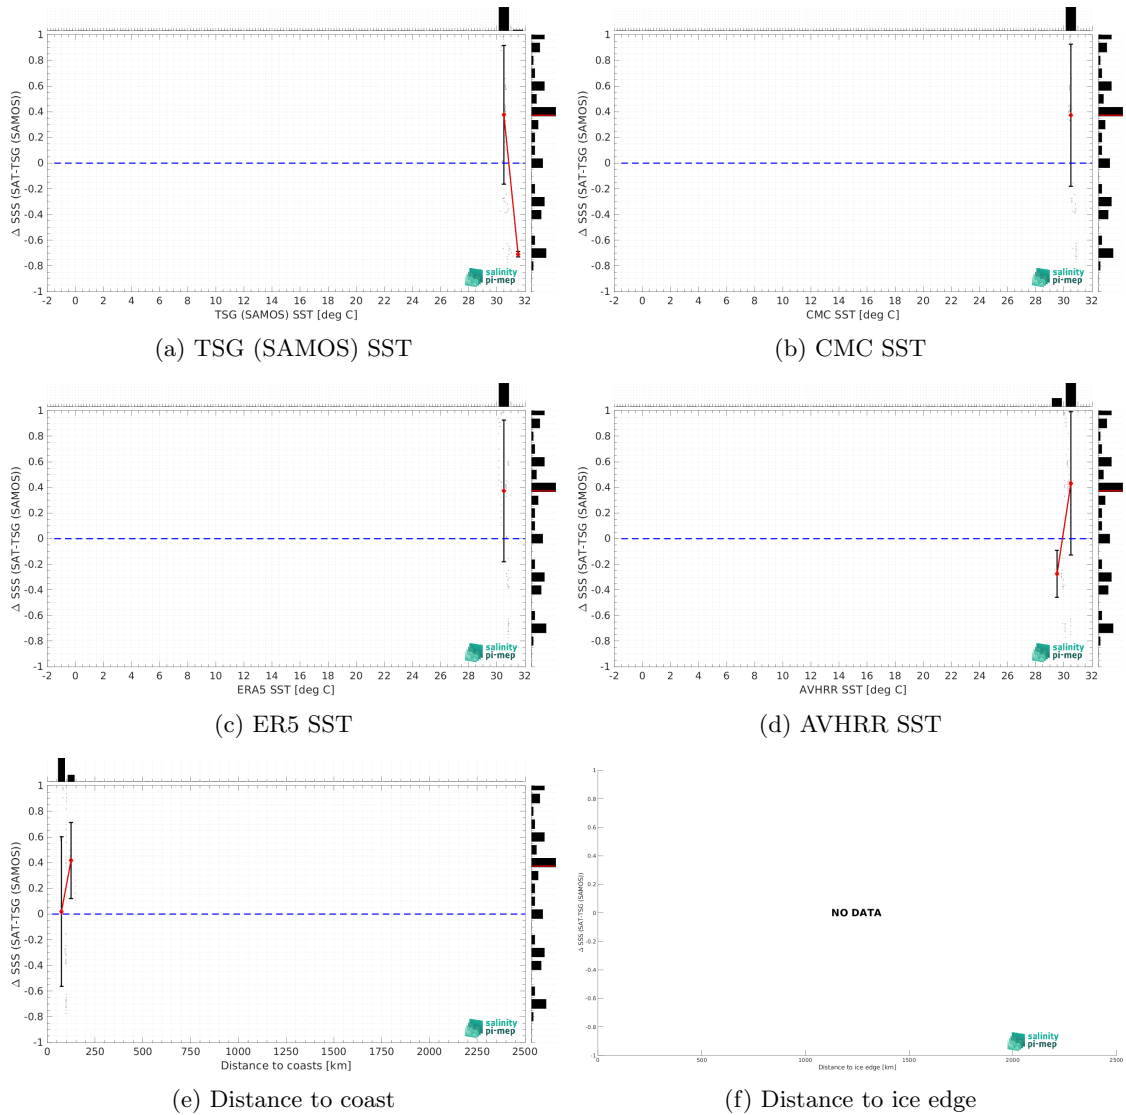 1
0.8
0.6
0.4
0.2
0
-0.2
-0.4
-0.6
-0.8
-1
Δ SSS (SAT-TSG (SAMOS))
salinity
pi-mep
-2 0 2 4 6 8 10 12 14 16 18 20 22 24 26 28 30 32
TSG (SAMOS) SST [deg C]
(a) TSG (SAMOS) SST
1
0.8
0.6
0.4
0.2
0
-0.2
-0.4
-0.6
-0.8
-1
Δ SSS (SAT-TSG (SAMOS))
salinity
pi-mep
-2 0 2 4 6 8 10 12 14 16 18 20 22 24 26 28 30 32
CMC SST [deg C]
(b) CMC SST
1
0.8
0.6
0.4
0.2
0
-0.2
-0.4
-0.6
-0.8
-1
Δ SSS (SAT-TSG (SAMOS))
salinity
pi-mep
-2 0 2 4 6 8 10 12 14 16 18 20 22 24 26 28 30 32
ERA5 SST [deg C]
(c) ER5 SST
1
0.8
0.6
0.4
0.2
0
-0.2
-0.4
-0.6
-0.8
-1
Δ SSS (SAT-TSG (SAMOS))
salinity
pi-mep
-2 0 2 4 6 8 10 12 14 16 18 20 22 24 26 28 30 32
AVHRR SST [deg C]
(d) AVHRR SST
1
0.8
0.6
0.4
0.2
0
-0.2
-0.4
-0.6
-0.8
-1
Δ SSS (SAT-TSG (SAMOS))
salinity
pi-mep
0 250 500 750 1000 1250 1500 1750 2000 2250 2500
Distance to coasts [km]
(e) Distance to coast
1
0.8
0.6
0.4
0.2
0
-0.2
-0.4
-0.6
-0.8
-1
Δ SSS (SAT-TSG (SAMOS))
NO DATA
salinity
pi-mep
0 500 1000 1500 2000 2500
Distance to ice edge [km]
(f) Distance to ice edge